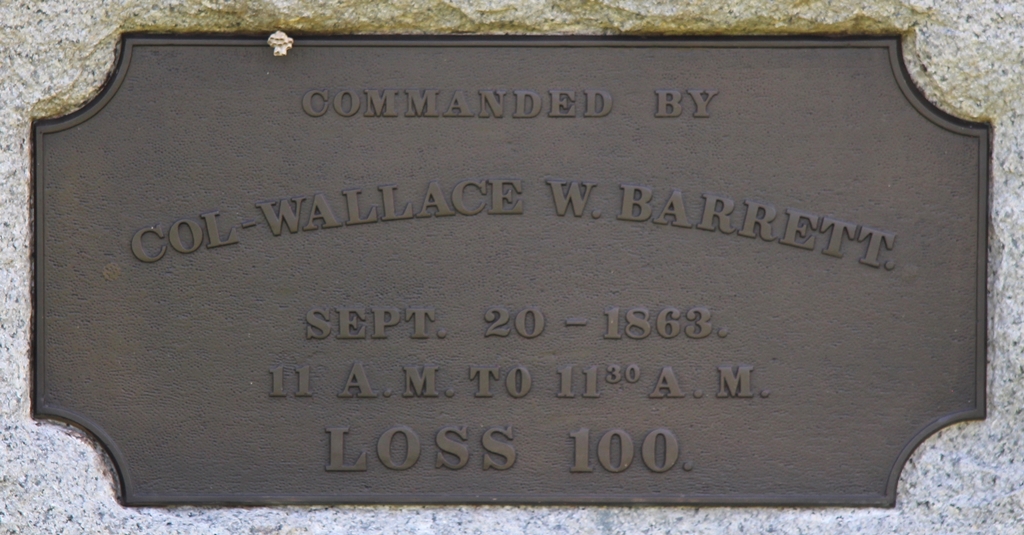 COMMANDED BY
COL-WALLACE W. BARRETT.
SEPT. 20 - 1863.
11 A.M. TO 11³⁰ A.M.
LOSS 100.